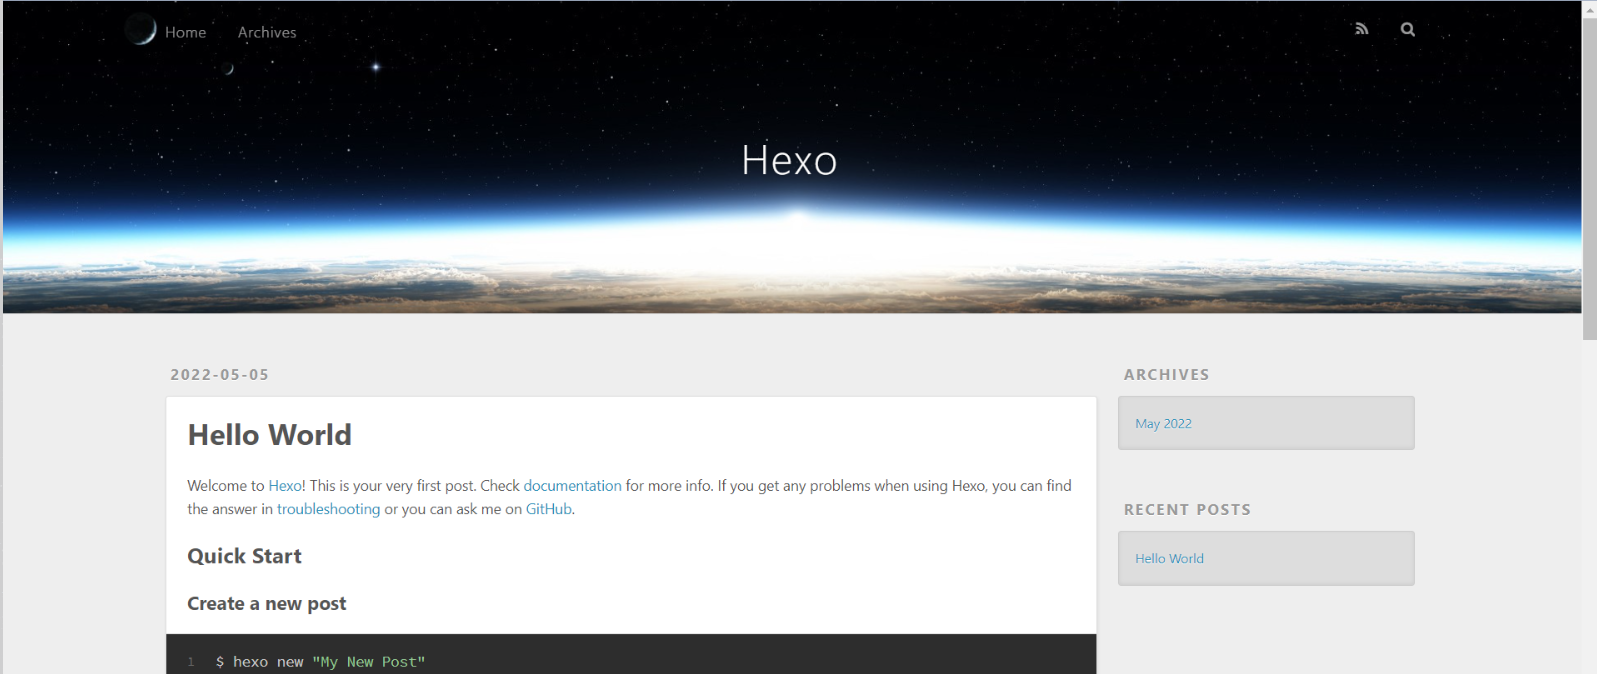 Home Archives
Hexo
2022-05-05
Hello World
Welcome to Hexo! This is your very first post. Check documentation for more info. If you get any problems when using Hexo, you can find
the answer in troubleshooting or you can ask me on GitHub.
Quick Start
Create a new post
1 $ hexo new "My New Post"
ARCHIVES
May 2022
RECENT POSTS
Hello World